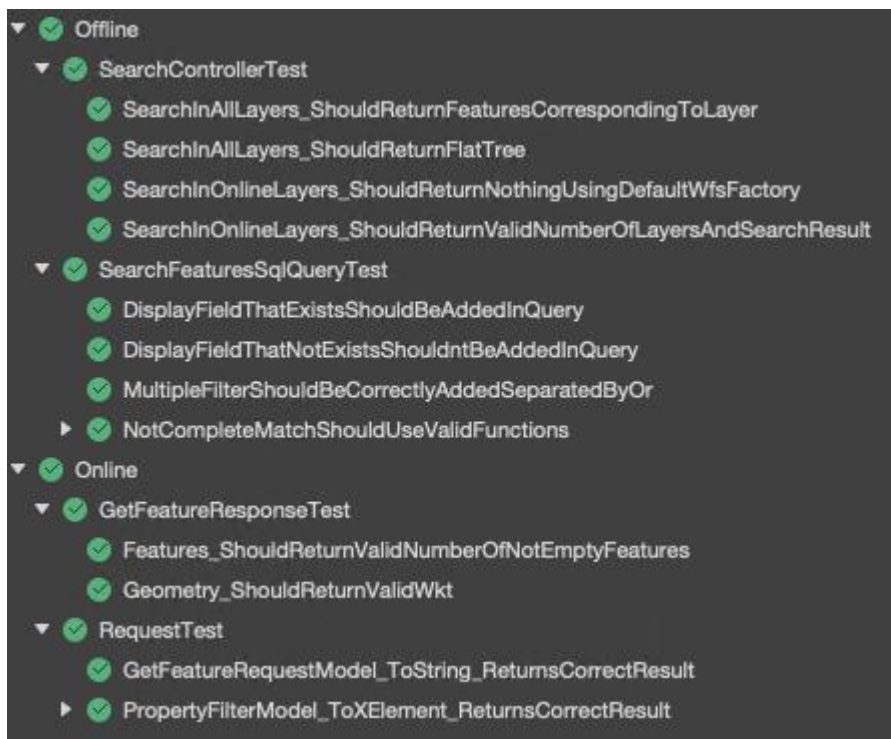 Offline
SearchControllerTest
SearchInAllLayers_ShouldReturnFeaturesCorrespondingToLayer
SearchInAllLayers_ShouldReturnFlatTree
SearchInOnlineLayers_ShouldReturnNothingUsingDefaultWfsFactory
SearchInOnlineLayers_ShouldReturnValidNumberOfLayersAndSearchResult
SearchFeaturesSqlQueryTest
DisplayFieldThatExistsShouldBeAddedInQuery
DisplayFieldThatNotExistsShouldntBeAddedInQuery
MultipleFilterShouldBeCorrectlyAddedSeparatedByOr
NotCompleteMatchShouldUseValidFunctions
Online
GetFeatureResponseTest
Features_ShouldReturnValidNumberOfNotEmptyFeatures
Geometry_ShouldReturnValidWkt
RequestTest
GetFeatureRequestModel_ToString_ReturnsCorrectResult
PropertyFilterModel_ToXElement_ReturnsCorrectResult